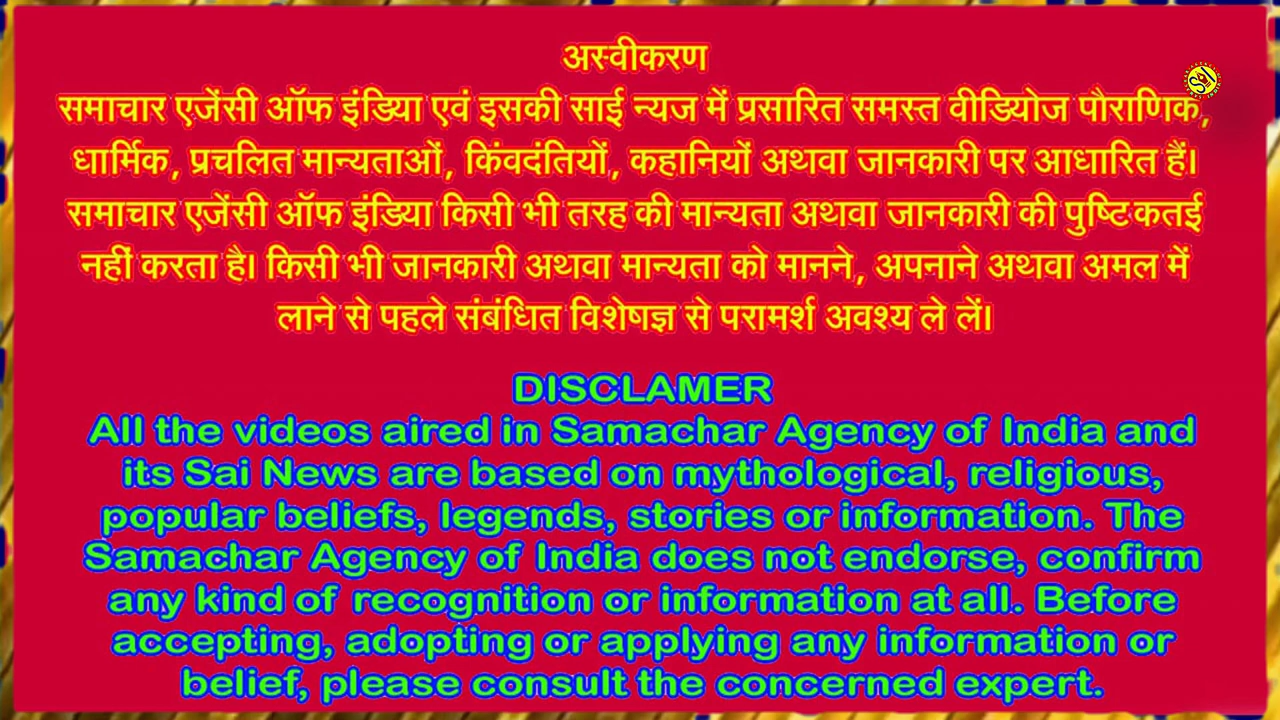 अस्वीकरण
SAI
समाचार एजेंसी ऑफ इंडिया एवं इसकी साई न्यज में प्रसारित समस्त वीडियोज पौराणिक,
धार्मिक, प्रचलित मान्यताओं, किंवदंतियों, कहानियों अथवा जानकारी पर आधारित हैं।
समाचार एजेंसी ऑफ इंडिया किसी भी तरह की मान्यता अथवा जानकारी की पुष्टि कतई
नहीं करता है। किसी भी जानकारी अथवा मान्यता को मानने, अपनाने अथवा अमल में
लाने से पहले संबंधित विशेषज्ञ से परामर्श अवश्य ले लें।
DISCLAMER
All the videos aired in Samachar Agency of India and
its Sai News are based on mythological, religious,
popular beliefs, legends, stories or information. The
Samachar Agency of India does not endorse, confirm
any kind of recognition or information at all. Before
accepting, adopting or applying any information or
belief, please consult the concerned expert.